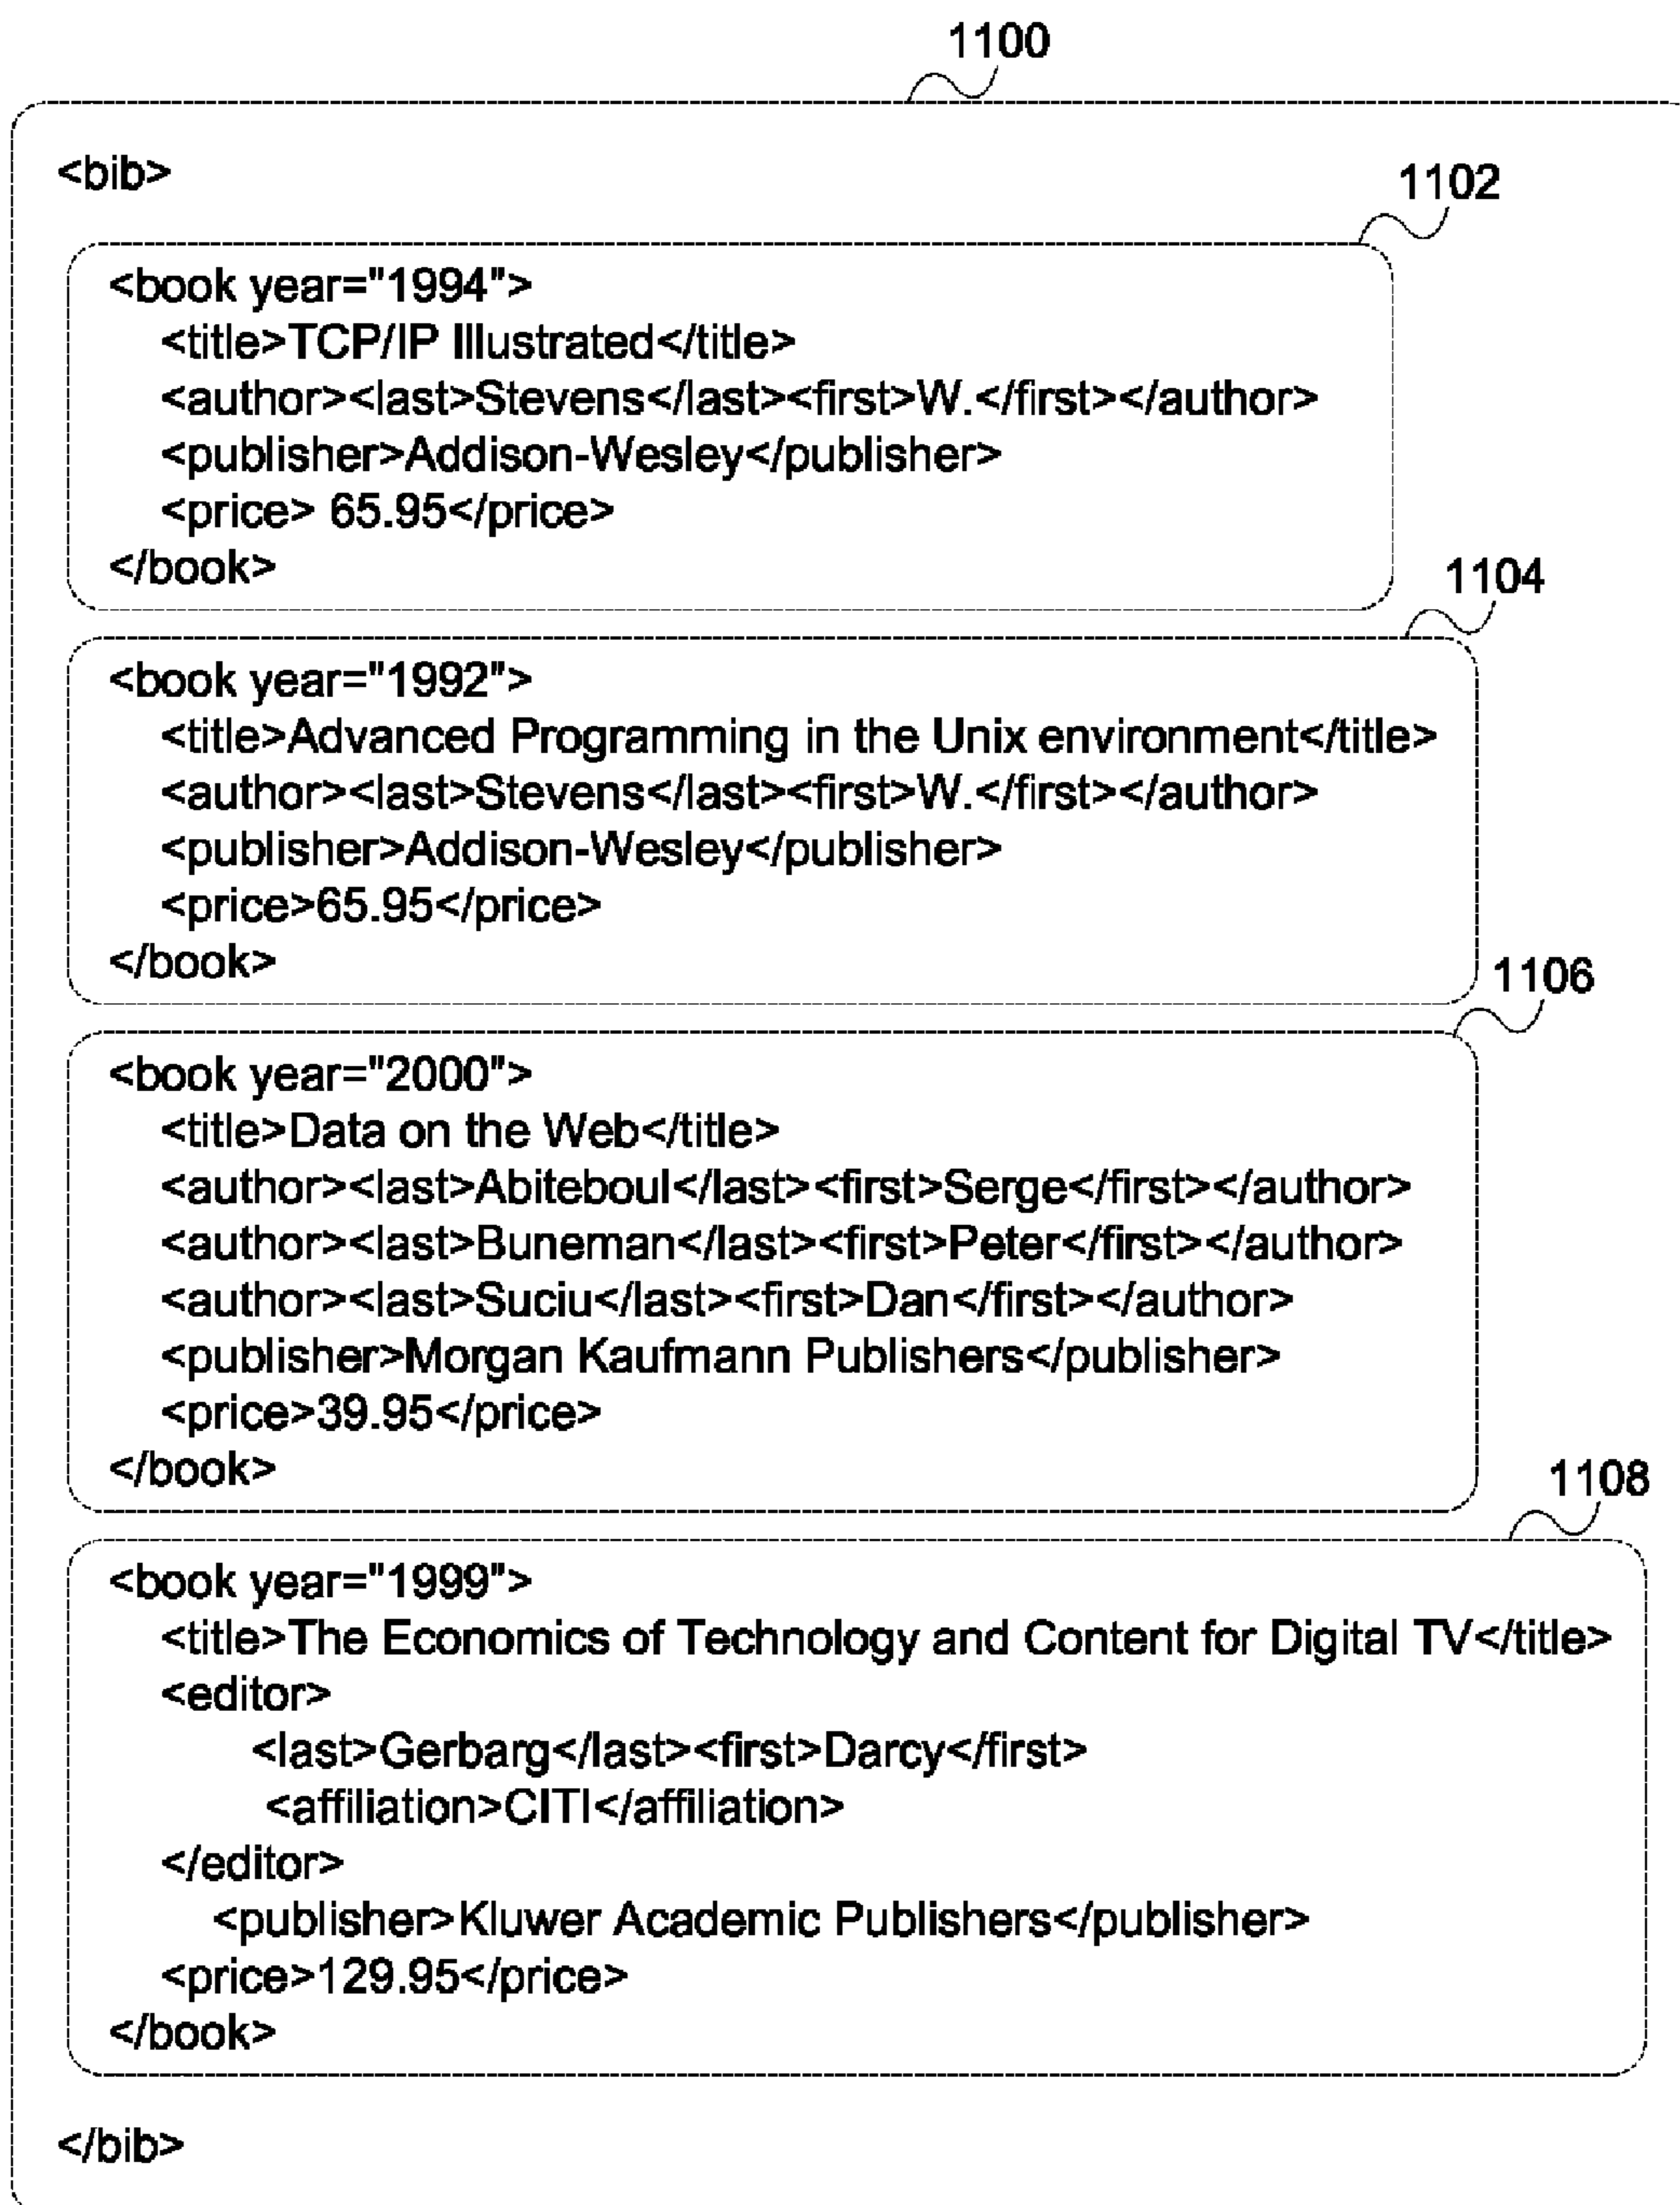 1100
<bib>
1102
<book year="1994">
<title>TCP/IP Illustrated</title>
<author><last>Stevens</last><first>W.</first></author>
<publisher>Addison-Wesley</publisher>
<price> 65.95</price>
</book>
1104
<book year="1992">
<title>Advanced Programming in the Unix environment</title>
<author><last>Stevens</last><first>W.</first></author>
<publisher>Addison-Wesley</publisher>
<price>65.95</price>
</book>
1106
<book year="2000">
<title>Data on the Web</title>
<author><last>Abiteboul</last><first>Serge</first></author>
<author><last>Buneman</last><first>Peter</first></author>
<author><last>Suciu</last><first>Dan</first></author>
<publisher>Morgan Kaufmann Publishers</publisher>
<price>39.95</price>
</book>
1108
<book year="1999">
<title>The Economics of Technology and Content for Digital TV</title>
<editor>
<last>Gerbarg</last><first>Darcy</first>
<affiliation>CITI</affiliation>
</editor>
<publisher>Kluwer Academic Publishers</publisher>
<price>129.95</price>
</book>
</bib>